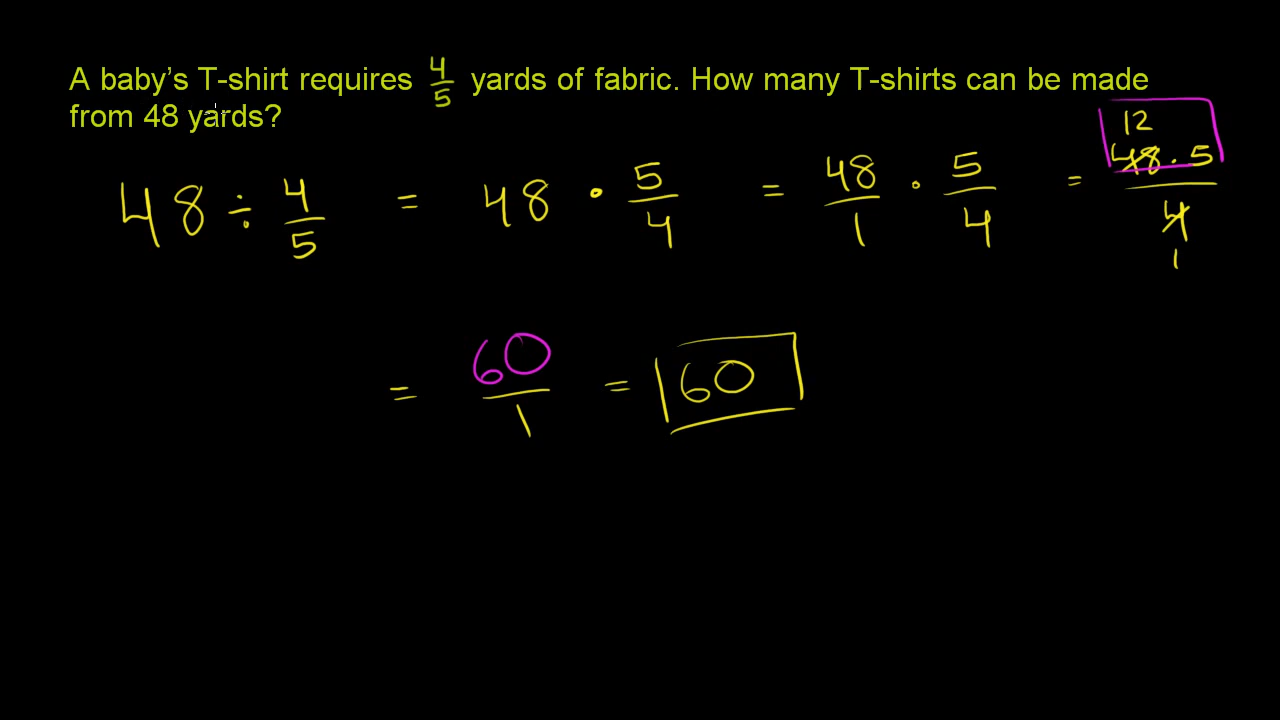 A baby's T-shirt requires 4/5 yards of fabric. How many T-shirts can be made
from 48 yards?
48 ÷ 4/5 = 48 · 5/4 = 48/1 · 5/4 = 12 48 · 5 / 4 1
= 60/1 = 60